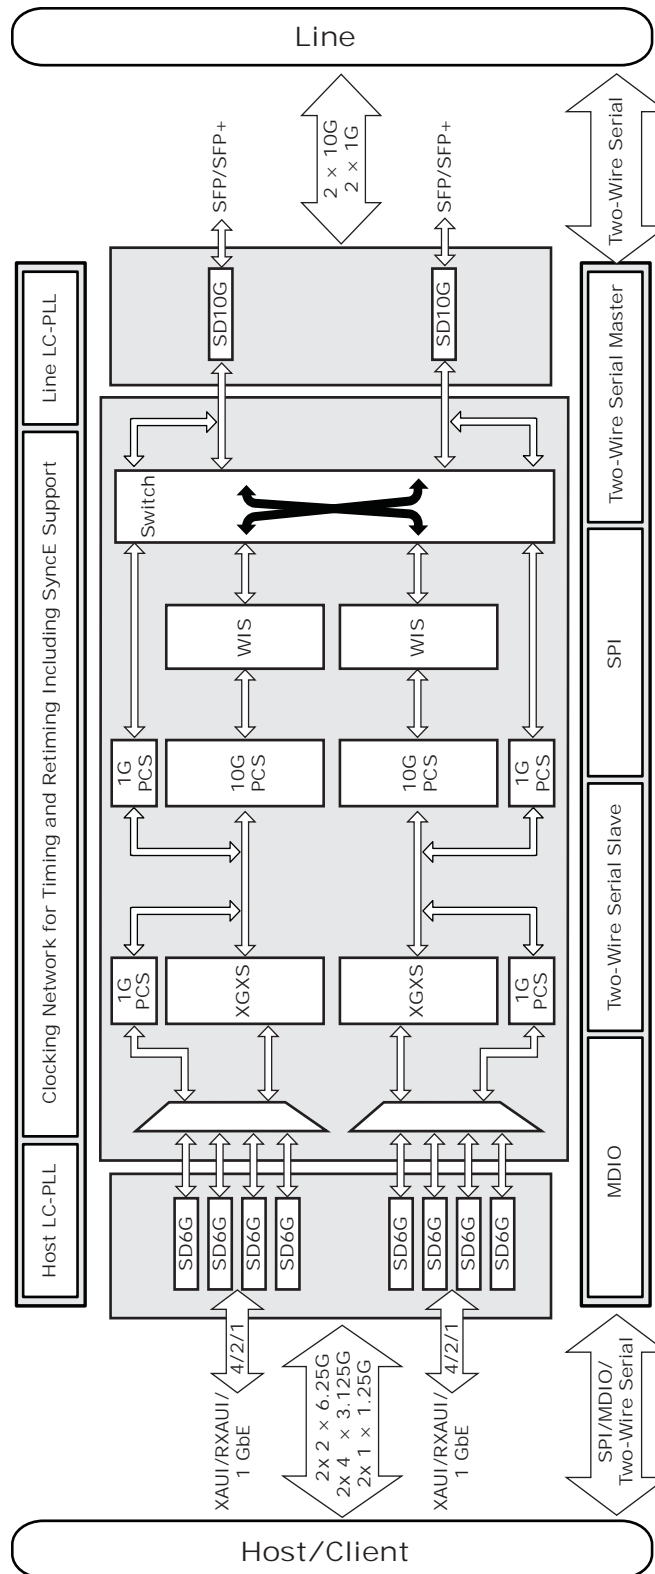 Line
SFP/SFP+
2 × 10G
2 × 1G
SFP/SFP+
Two-Wire Serial
Line LC-PLL
SD10G
SD10G
Two-Wire Serial Master
Clocking Network for Timing and Retiming Including SyncE Support
Switch
WIS
WIS
SPI
1G
PCS
10G
PCS
10G
PCS
1G
PCS
Two-Wire Serial Slave
1G
PCS
XGXS
XGXS
1G
PCS
MDIO
Host LC-PLL
SD6G
SD6G
SD6G
SD6G
SD6G
SD6G
SD6G
SD6G
4/2/1
4/2/1
XAUI/RXAUI/
1 GbE
2x 2 × 6.25G
2x 4 × 3.125G
2x 1 × 1.25G
XAUI/RXAUI/
1 GbE
SPI/MDIO/
Two-Wire Serial
Host/Client